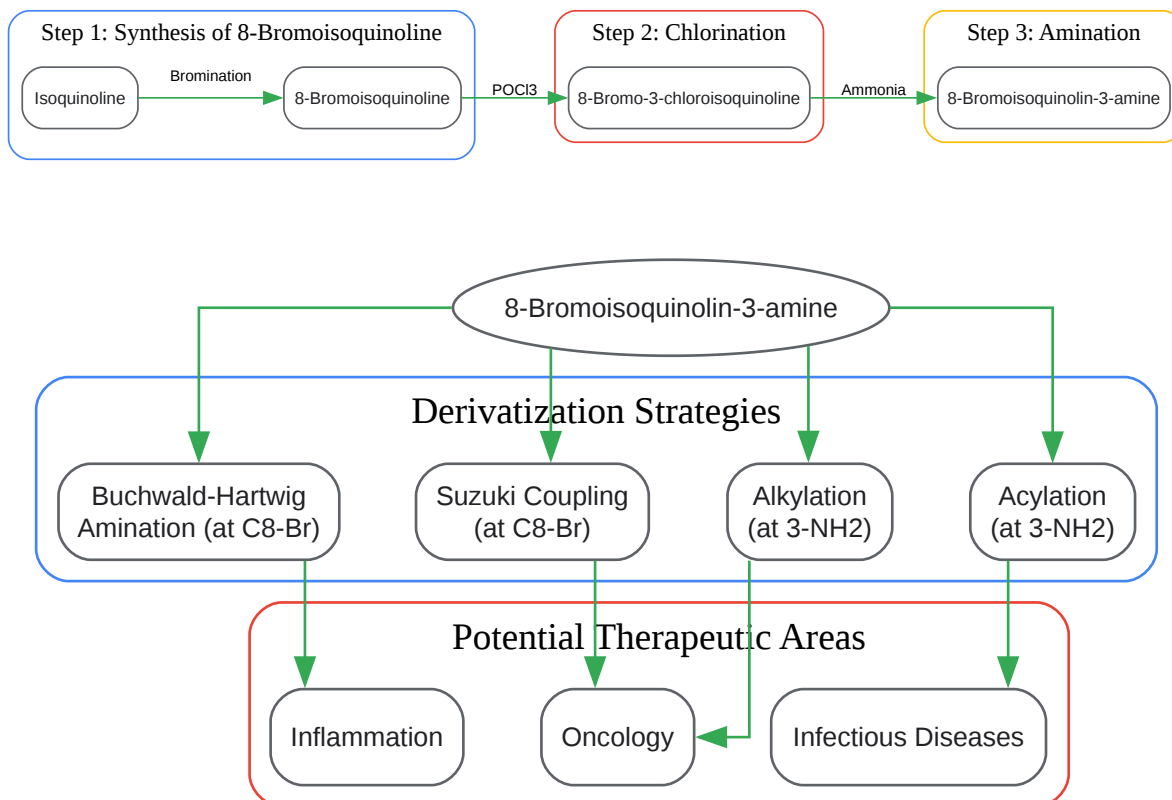 Step 1: Synthesis of 8-Bromoisoquinoline
Step 2: Chlorination
Step 3: Amination
Isoquinoline
Bromination
8-Bromoisoquinoline
POCl3
8-Bromo-3-chloroisoquinoline
Ammonia
8-Bromoisoquinolin-3-amine
8-Bromoisoquinolin-3-amine
Derivatization Strategies
Buchwald-Hartwig
Amination (at C8-Br)
Suzuki Coupling
(at C8-Br)
Alkylation
(at 3-NH2)
Acylation
(at 3-NH2)
Potential Therapeutic Areas
Inflammation
Oncology
Infectious Diseases